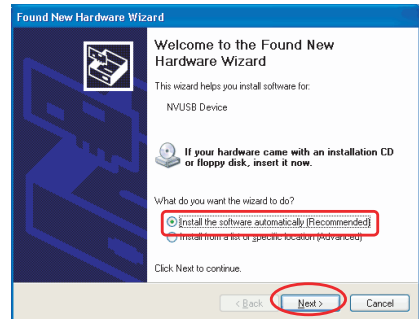 Found New Hardware Wizard
Welcome to the Found New
Hardware Wizard
This wizard helps you install software for:
NVUSB Device
If your hardware came with an installation CD
or floppy disk, insert it now.
What do you want the wizard to do?
Install the software automatically (Recommended)
Install from a list or specific location (Advanced)
Click Next to continue.
< Back
Next >
Cancel